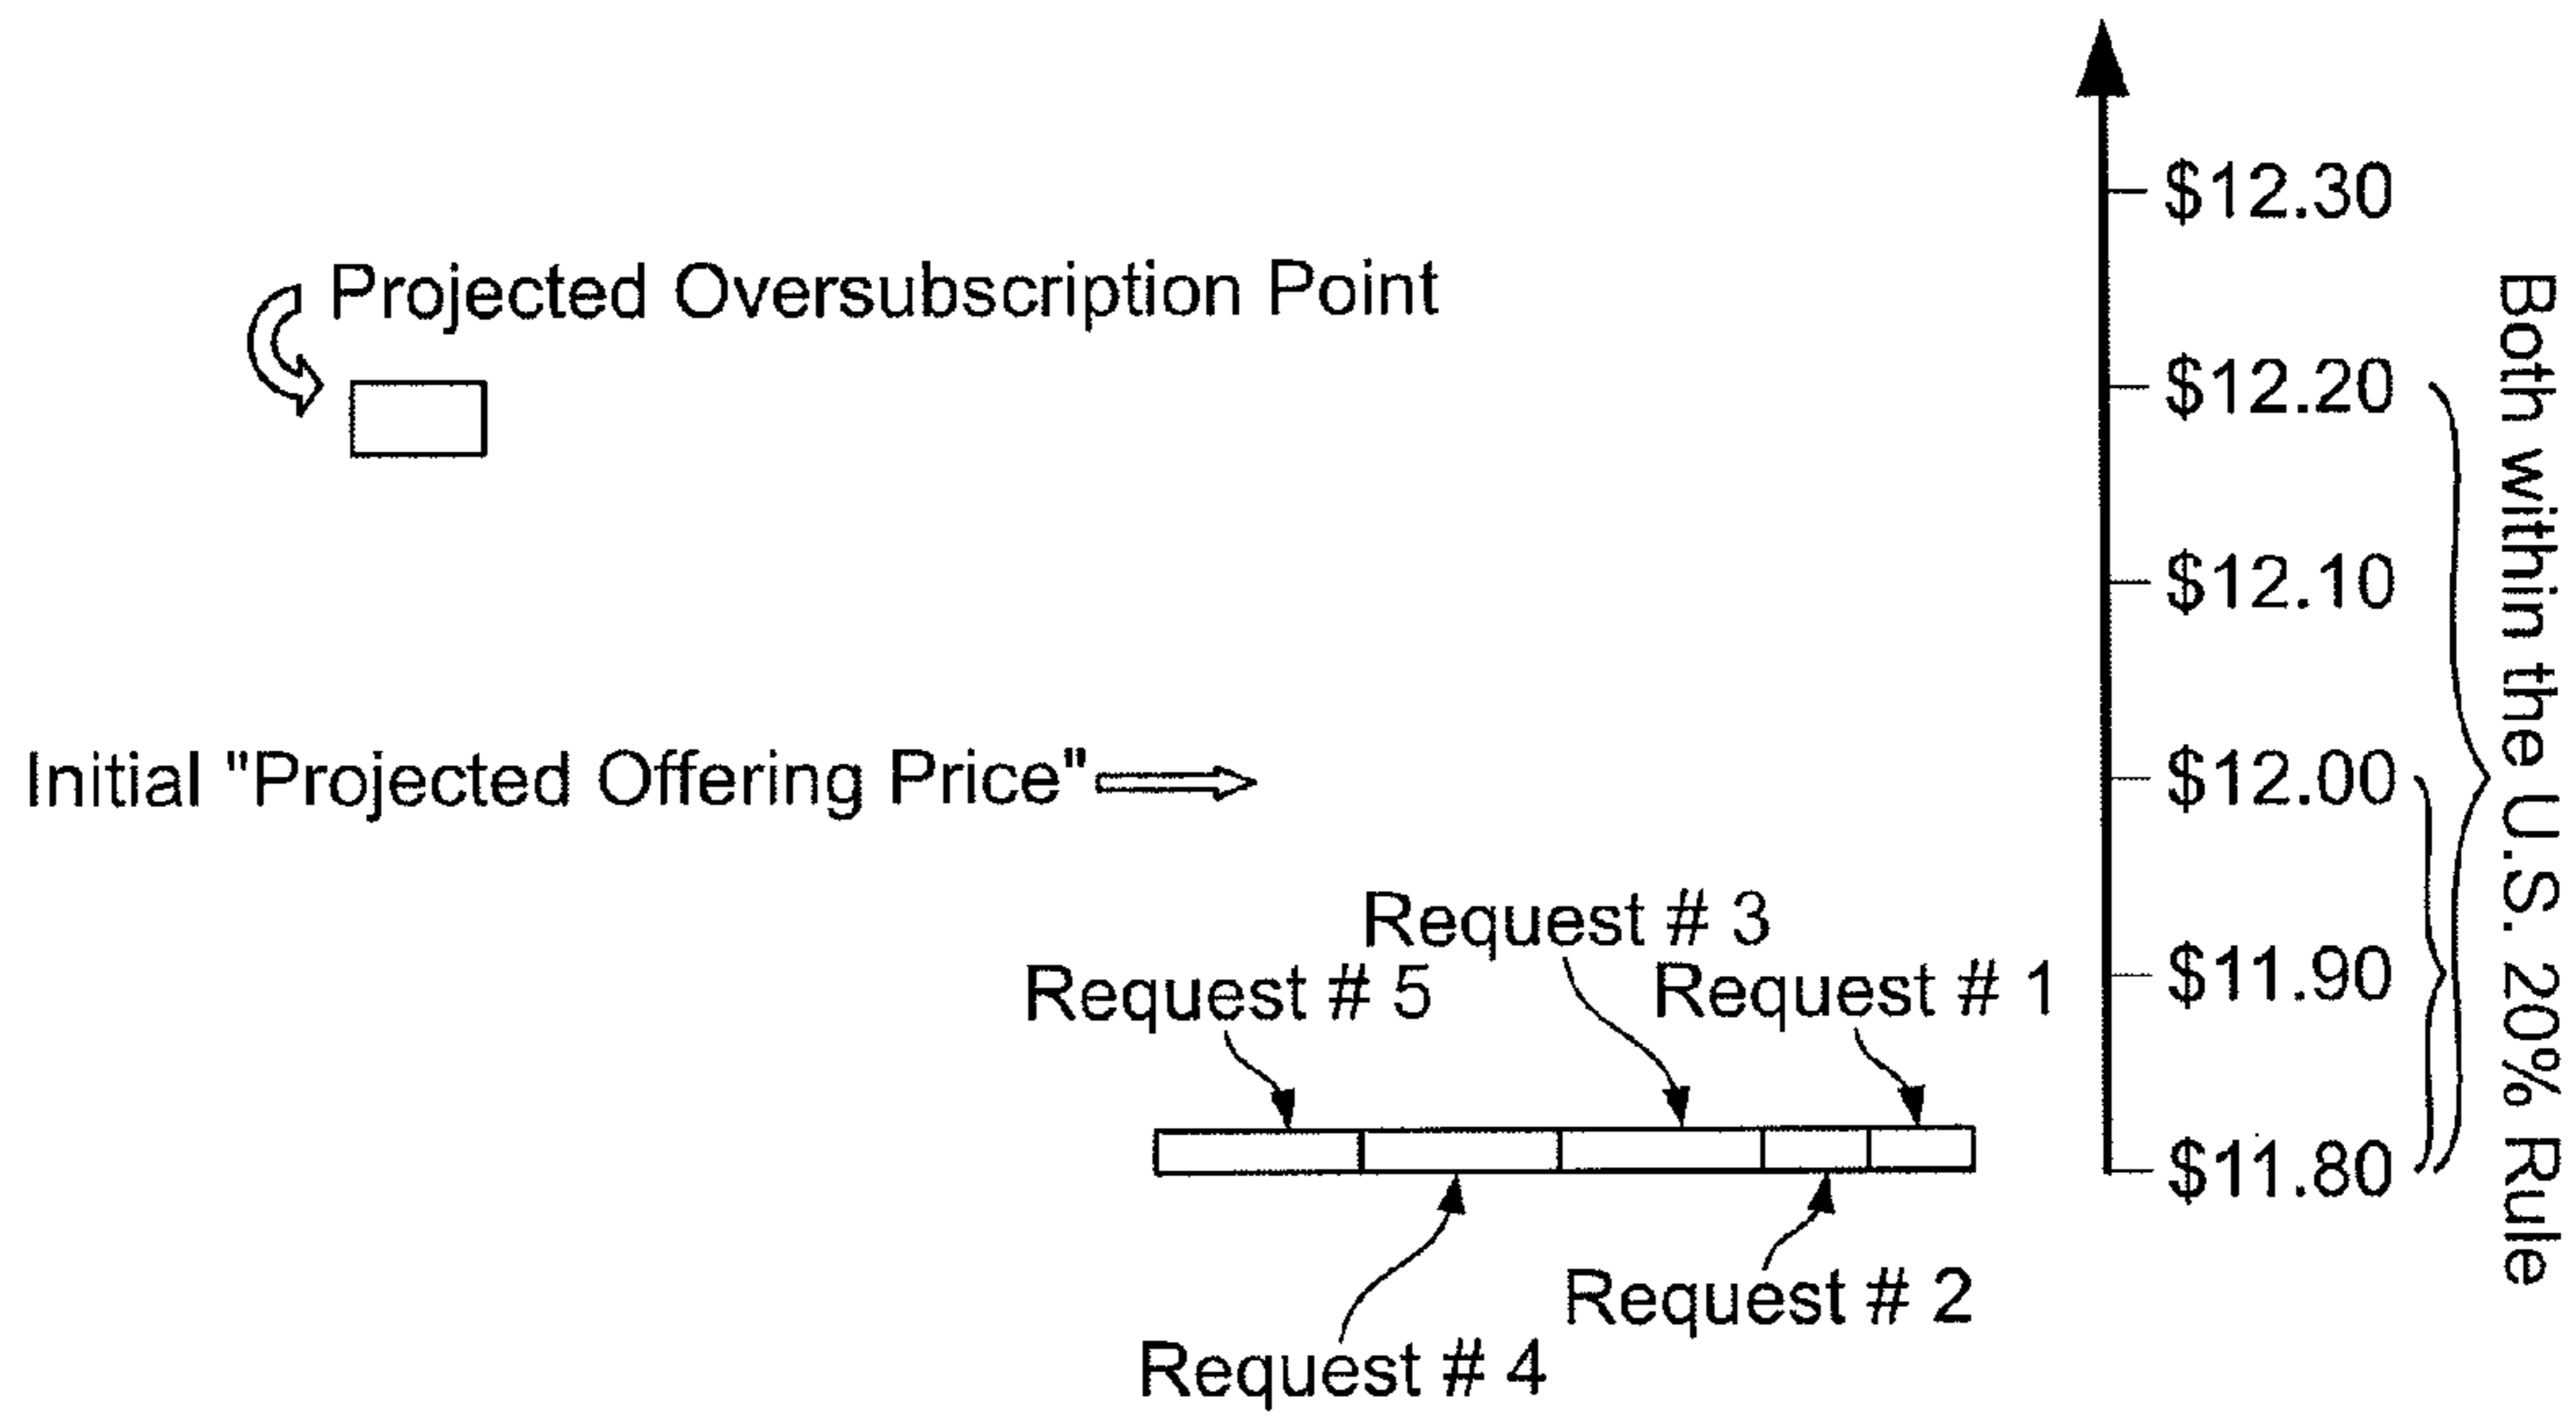 $12.30
Projected Oversubscription Point
$12.20
$12.10
Initial "Projected Offering Price"
$12.00
Request # 3
Request # 5
Request # 1
$11.90
$11.80
Request # 2
Request # 4
Both within the U.S. 20% Rule